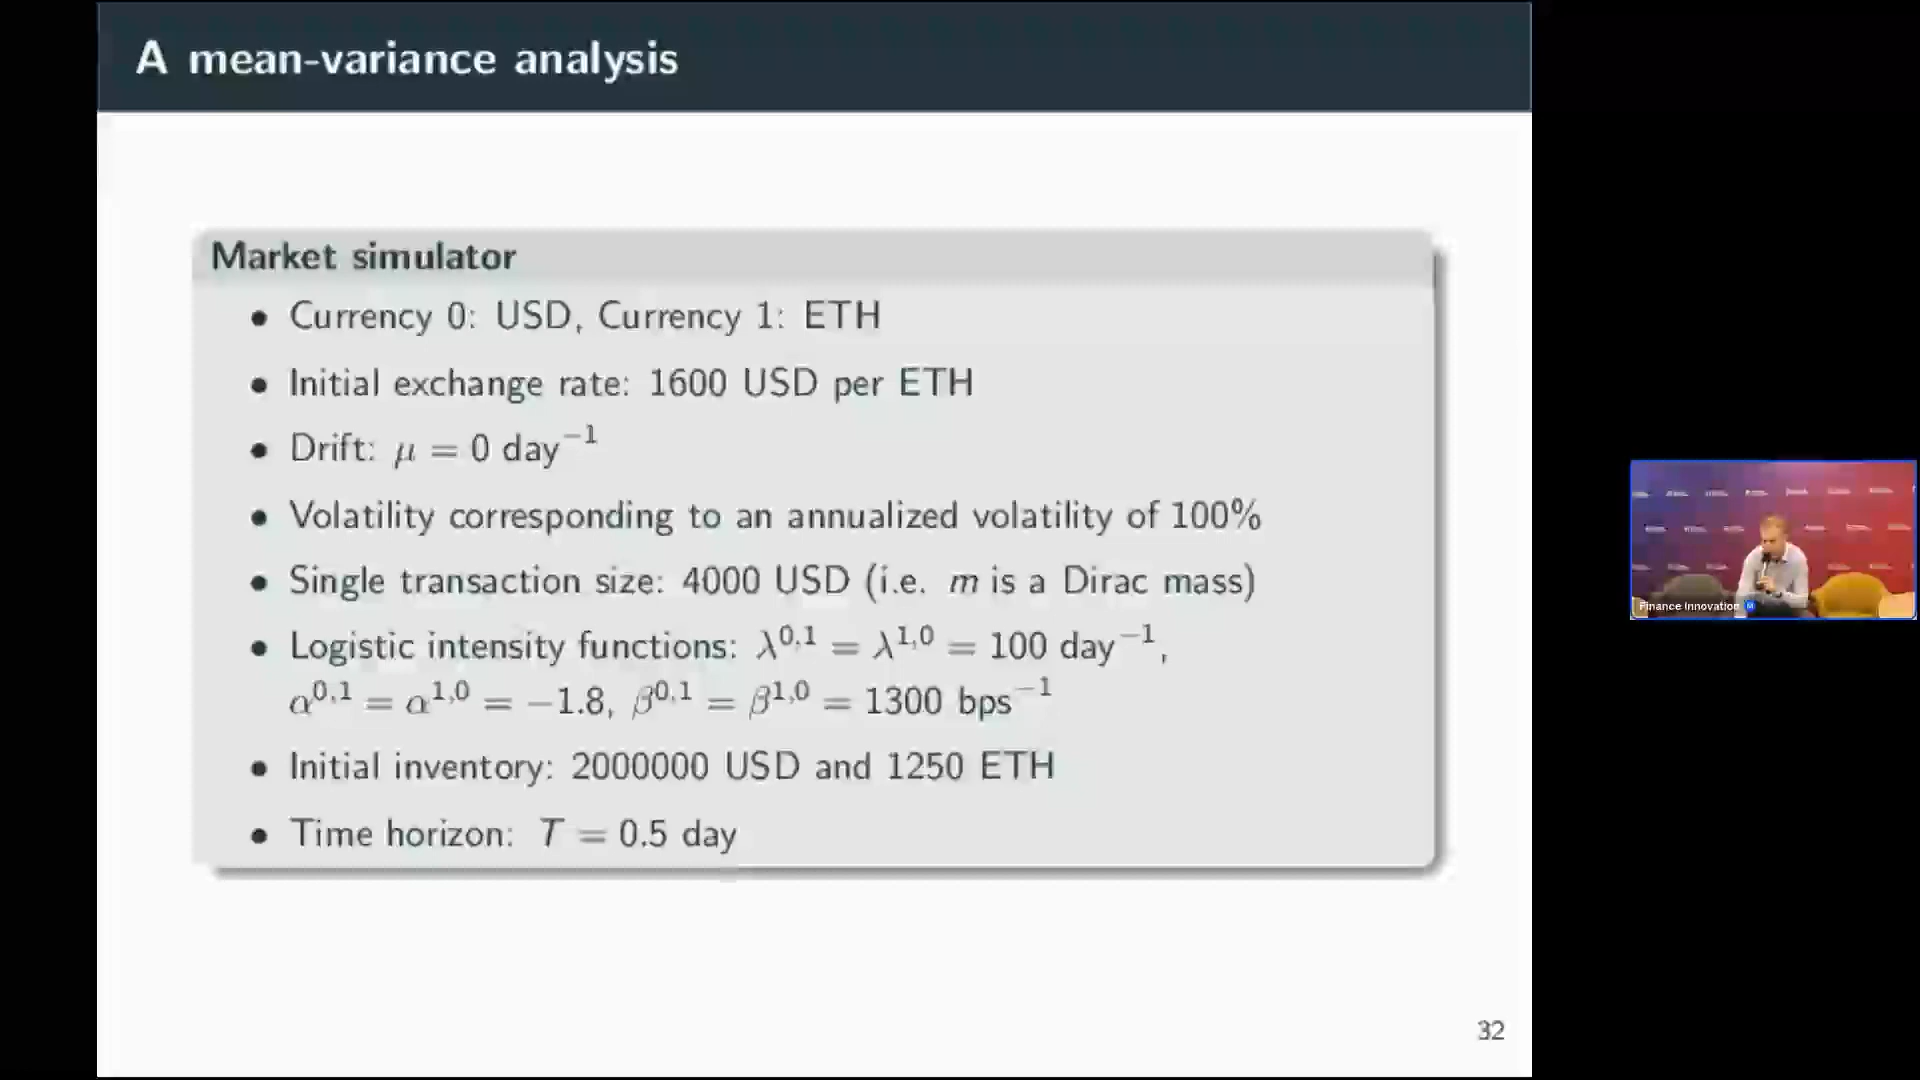 A mean-variance analysis
Market simulator
• Currency 0: USD, Currency 1: ETH
• Initial exchange rate: 1600 USD per ETH
• Drift: μ = 0 day⁻¹
• Volatility corresponding to an annualized volatility of 100%
• Single transaction size: 4000 USD (i.e. m is a Dirac mass)
• Logistic intensity functions: λ⁰·¹ = λ¹·⁰ = 100 day⁻¹,
α⁰·¹ = α¹·⁰ = −1.8, β⁰·¹ = β¹·⁰ = 1300 bps⁻¹
• Initial inventory: 2000000 USD and 1250 ETH
• Time horizon: T = 0.5 day
32
Finance Innovation